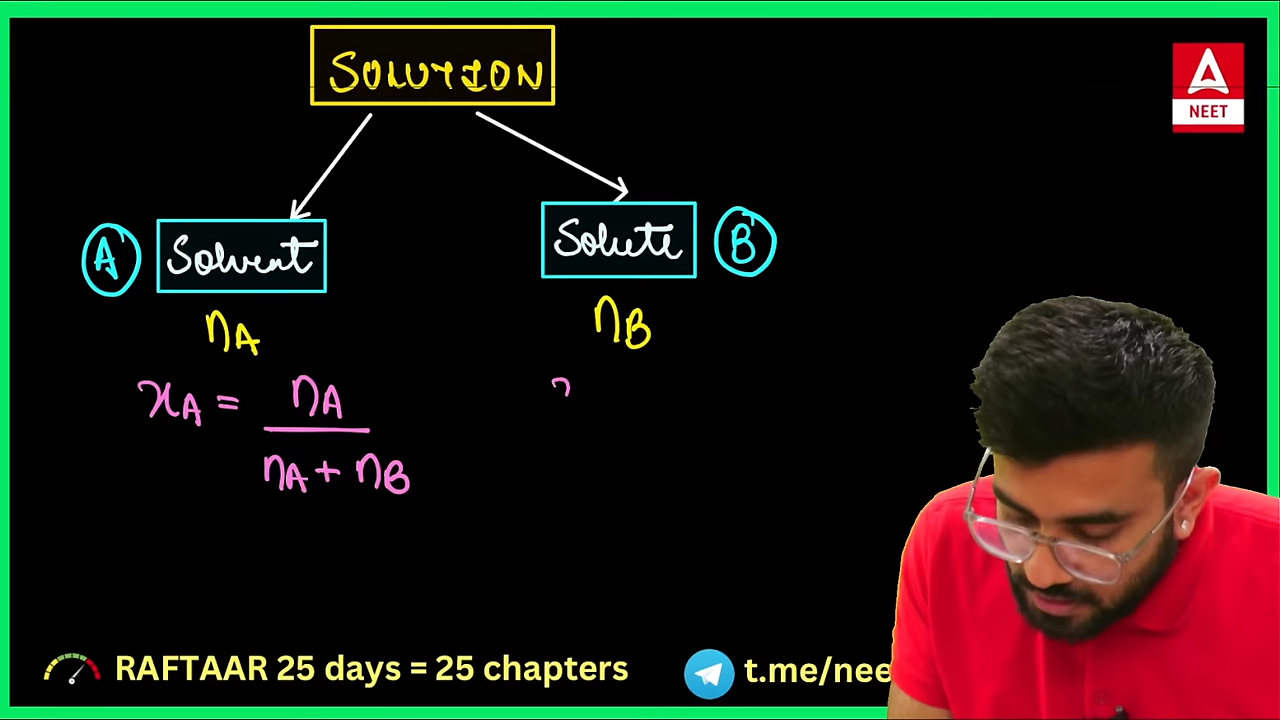 SOLUTION
NEET
A Solvent
Solute B
nA
nB
xA = nA / nA + nB
RAFTAAR 25 days = 25 chapters
t.me/nee